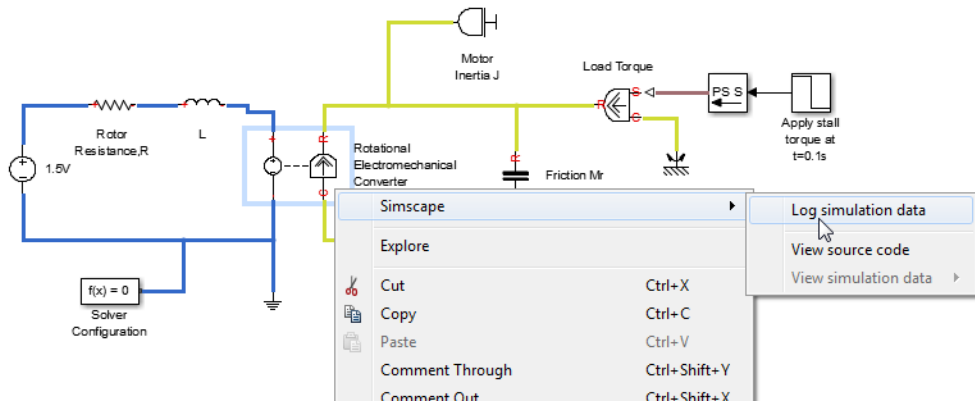 Motor
Inertia J
Load Torque
R
S
C
PS S
Apply stall
torque at
t=0.1s
+
+
Rotor
Resistance,R
L
+
R
C
Rotational
Electromechanical
Converter
1.5V
R
Friction Mr
f(x) = 0
Solver
Configuration
Simscape
Log simulation data
View source code
View simulation data
Explore
Cut Ctrl+X
Copy Ctrl+C
Paste Ctrl+V
Comment Through Ctrl+Shift+Y
Comment Out Ctrl+Shift+X